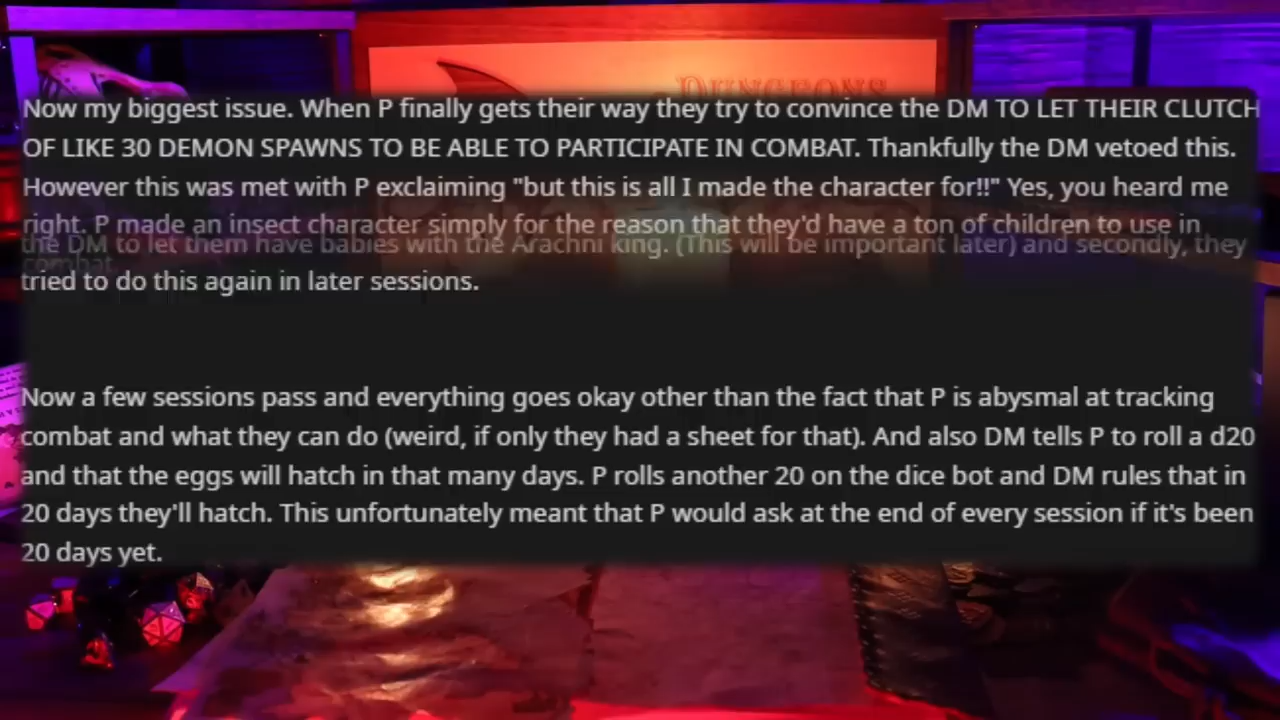 DUNGEONS
Now my biggest issue. When P finally gets their way they try to convince the DM TO LET THEIR CLUTCH
OF LIKE 30 DEMON SPAWNS TO BE ABLE TO PARTICIPATE IN COMBAT. Thankfully the DM vetoed this.
However this was met with P exclaiming "but this is all I made the character for!!" Yes, you heard me
right. P made an insect character simply for the reason that they'd have a ton of children to use in
the DM to let them have babies with the Arachni king. (This will be important later) and secondly, they
combat.
tried to do this again in later sessions.
Now a few sessions pass and everything goes okay other than the fact that P is abysmal at tracking
combat and what they can do (weird, if only they had a sheet for that). And also DM tells P to roll a d20
and that the eggs will hatch in that many days. P rolls another 20 on the dice bot and DM rules that in
20 days they'll hatch. This unfortunately meant that P would ask at the end of every session if it's been
20 days yet.